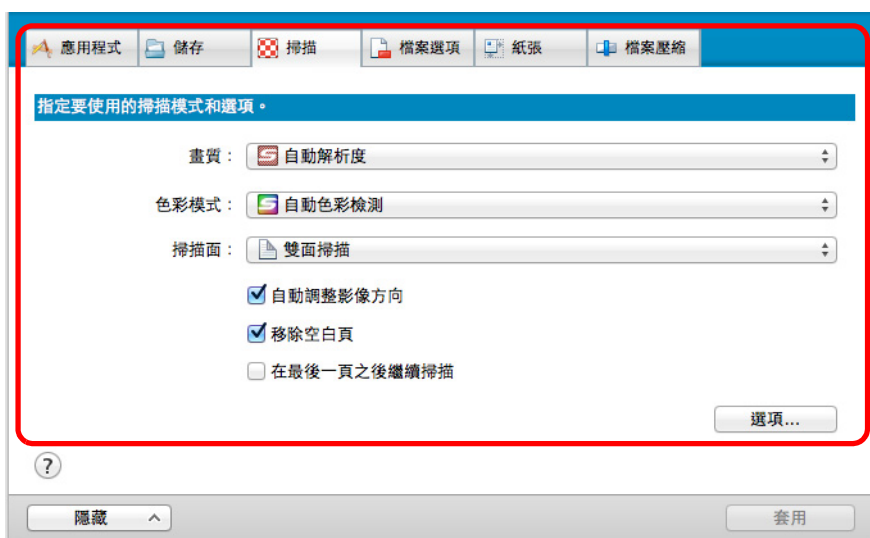 應用程式 儲存 掃描 檔案選項 紙張 檔案壓縮
指定要使用的掃描模式和選項。
畫質： 自動解析度
色彩模式： 自動色彩檢測
掃描面： 雙面掃描
自動調整影像方向
移除空白頁
在最後一頁之後繼續掃描
選項...
?
隱藏 套用